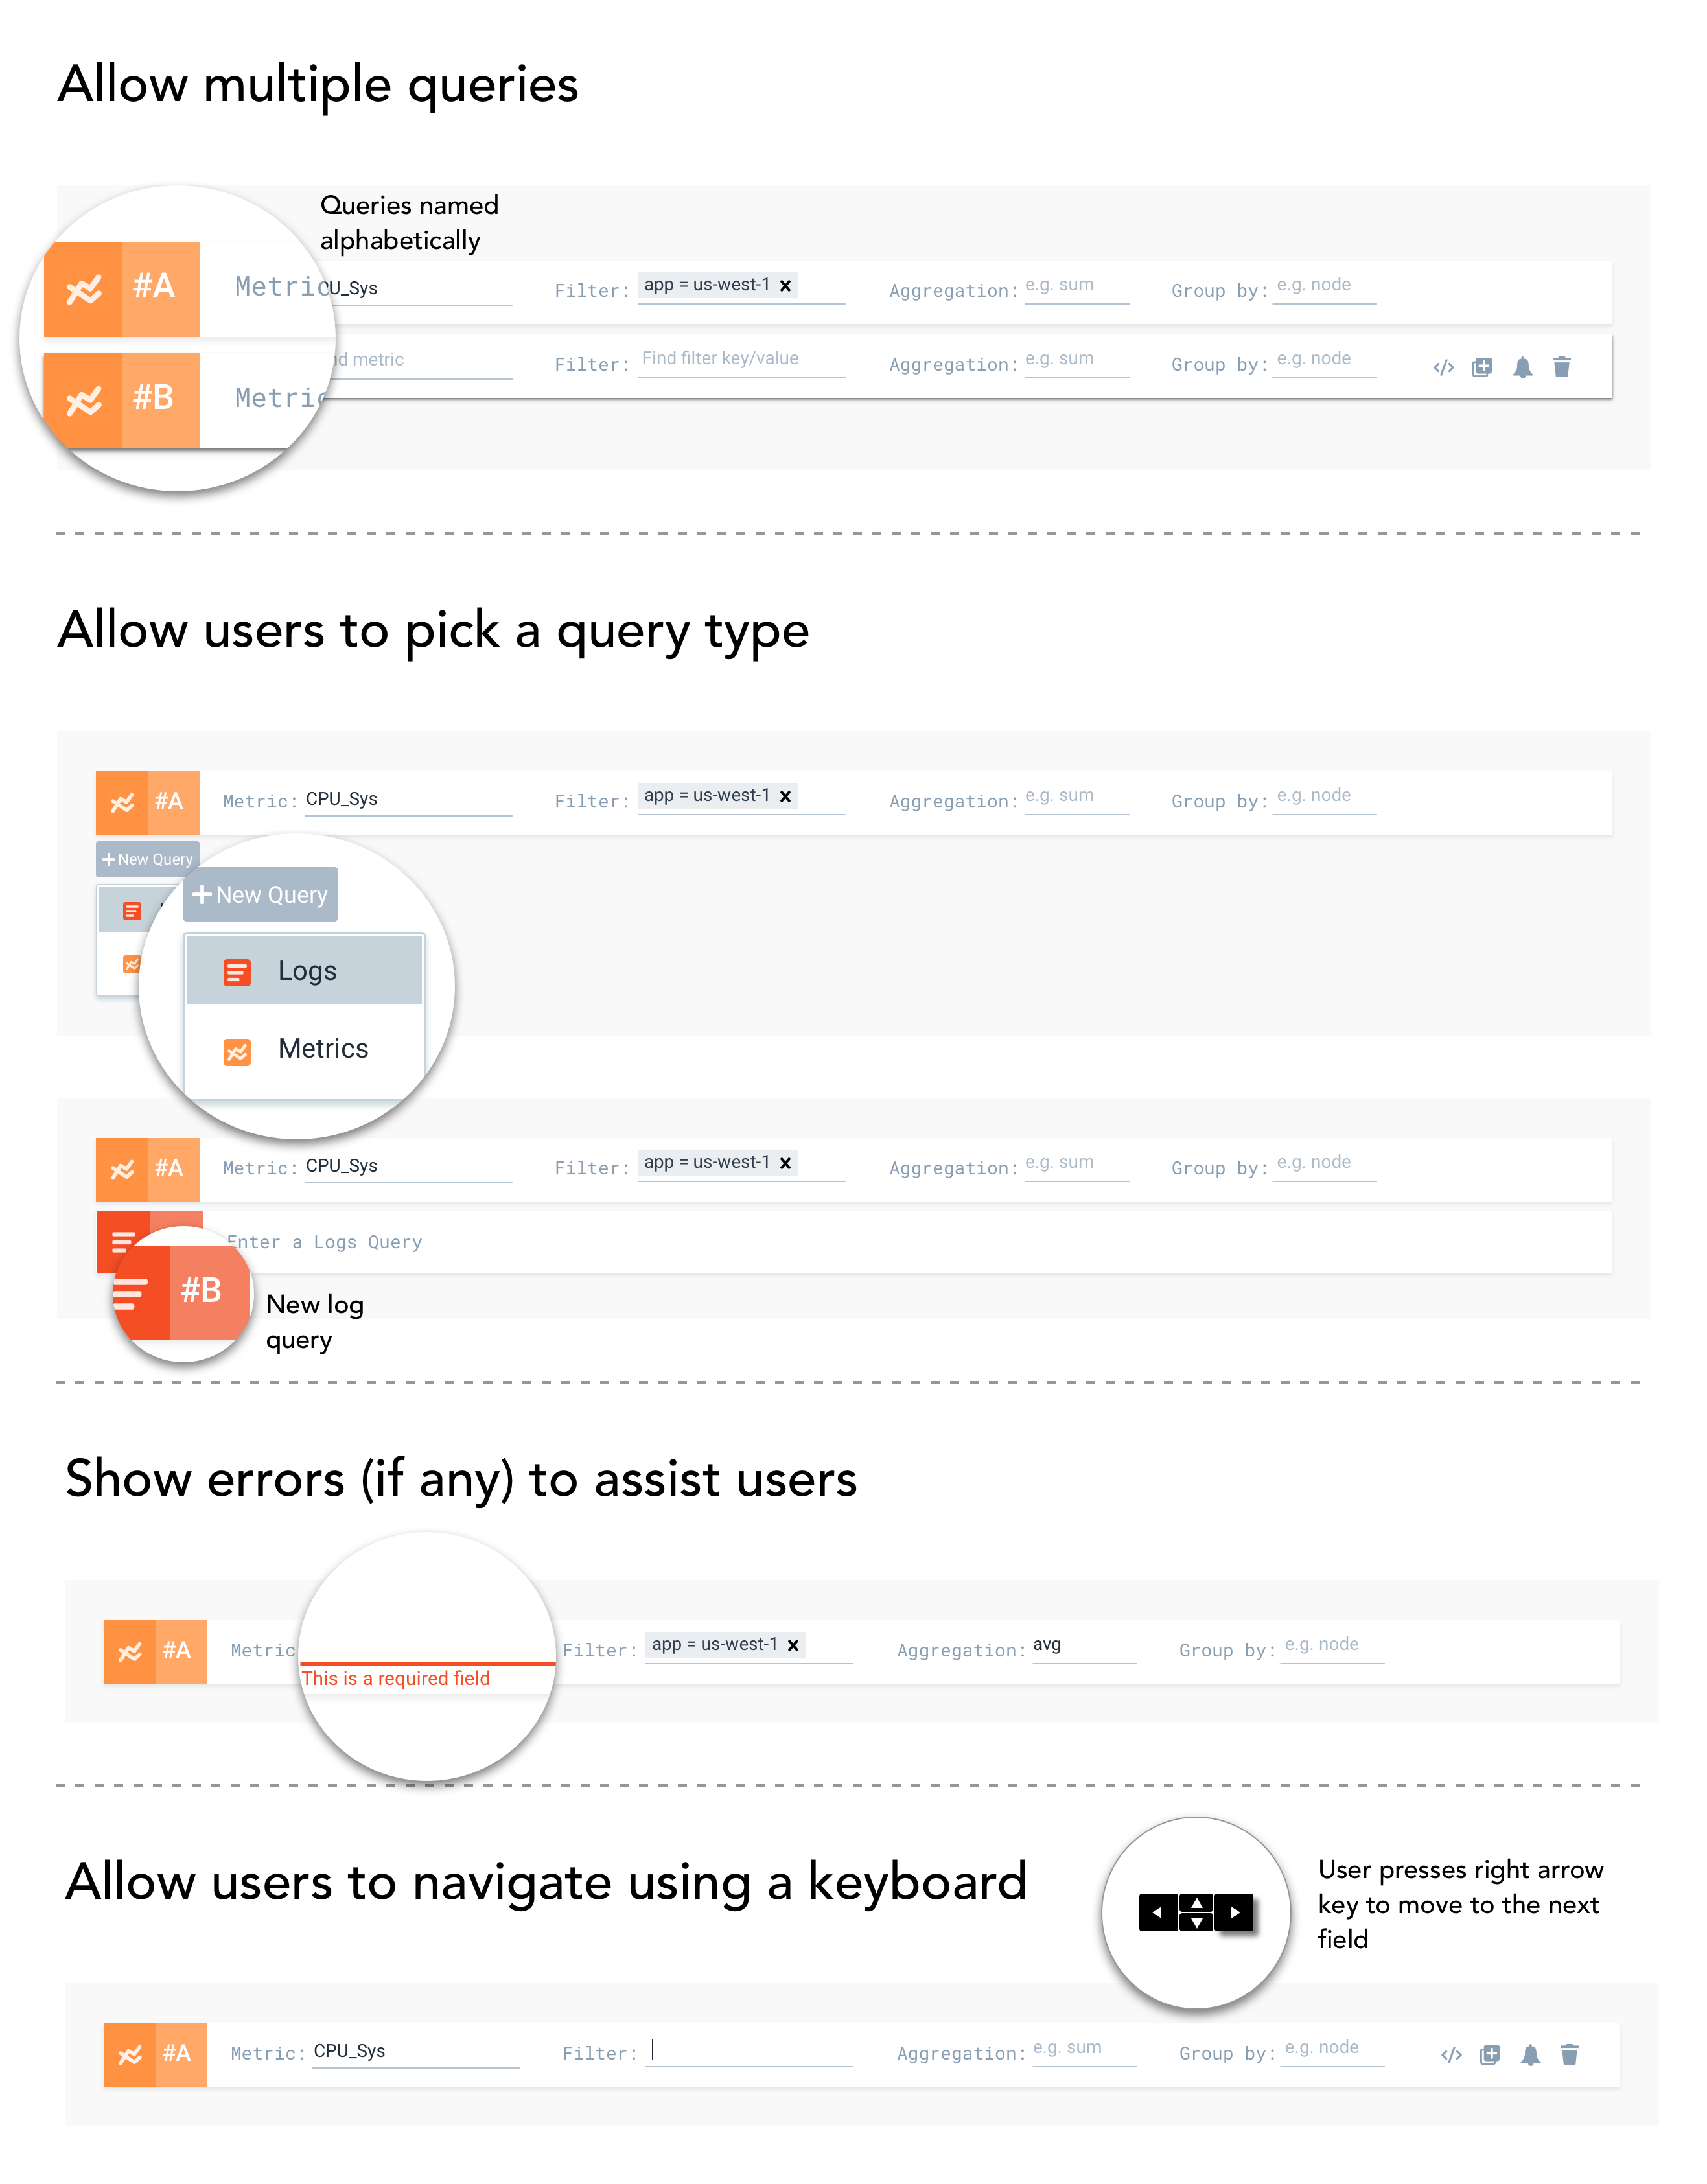 Allow multiple queries
Queries named
alphabetically
#A Metric U_Sys Filter: app = us-west-1 x Aggregation: e.g. sum Group by: e.g. node
#B Metric metric Filter: Find filter key/value Aggregation: e.g. sum Group by: e.g. node </>
Allow users to pick a query type
#A Metric: CPU_Sys Filter: app = us-west-1 x Aggregation: e.g. sum Group by: e.g. node
+New Query
+New Query
Logs
Metrics
#A Metric: CPU_Sys Filter: app = us-west-1 x Aggregation: e.g. sum Group by: e.g. node
Enter a Logs Query
#B
New log
query
Show errors (if any) to assist users
#A Metric Filter: app = us-west-1 x Aggregation: avg Group by: e.g. node
This is a required field
Allow users to navigate using a keyboard
User presses right arrow
key to move to the next
field
#A Metric: CPU_Sys Filter: Aggregation: e.g. sum Group by: e.g. node </>